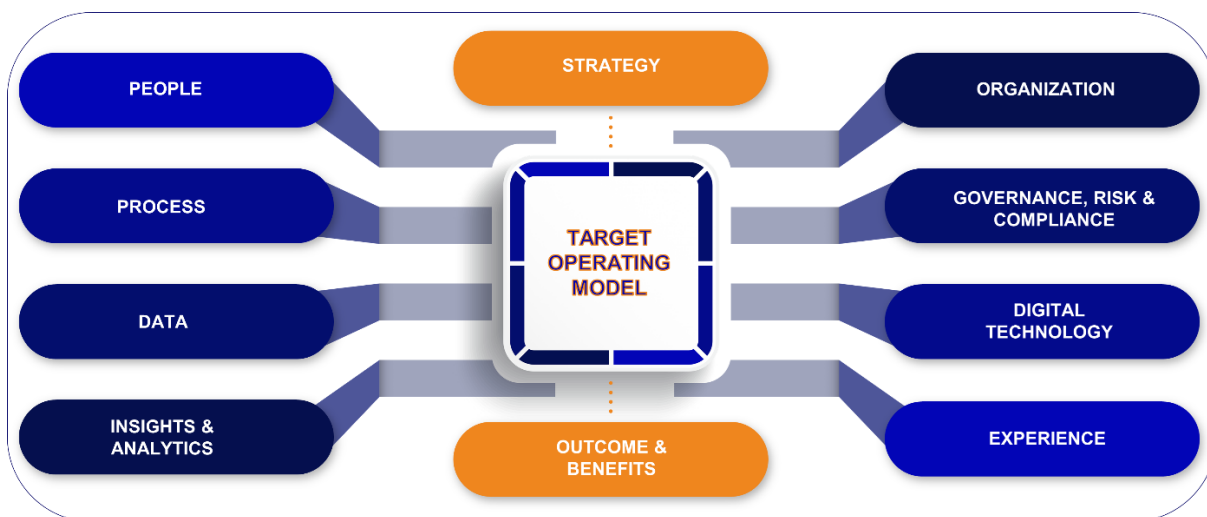 PEOPLE
STRATEGY
ORGANIZATION
PROCESS
GOVERNANCE, RISK &
COMPLIANCE
TARGET
OPERATING
MODEL
DATA
DIGITAL
TECHNOLOGY
INSIGHTS &
ANALYTICS
OUTCOME &
BENEFITS
EXPERIENCE